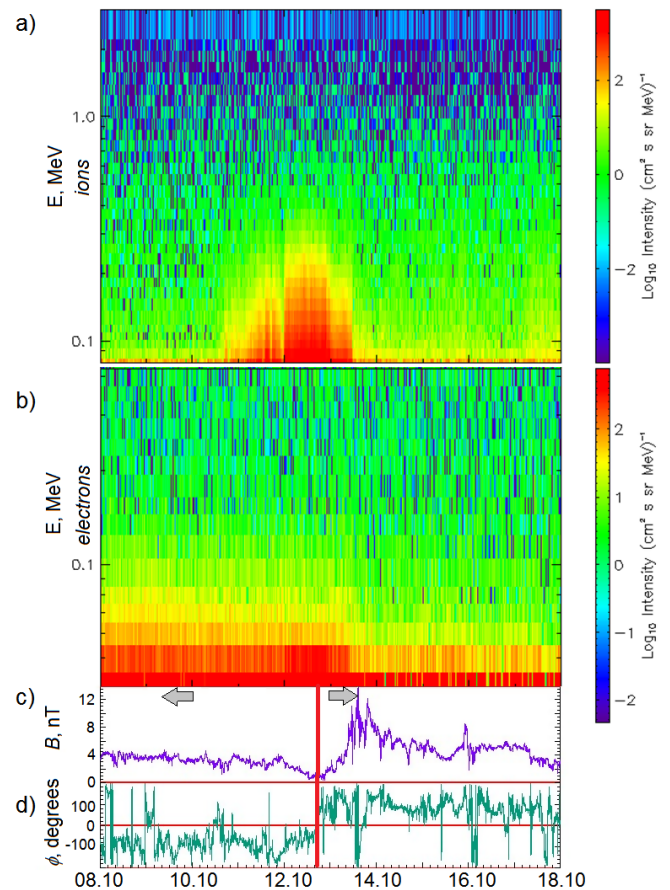 a)
E, MeV
ions
1.0
0.1
2
0
−2
Log₁₀ Intensity (cm² s sr MeV)⁻¹
b)
E, MeV
electrons
0.1
2
1
0
−1
−2
Log₁₀ Intensity (cm² s sr MeV)⁻¹
c)
B, nT
12
8
4
0
d)
ϕ, degrees
100
0
-100
08.10 10.10 12.10 14.10 16.10 18.10